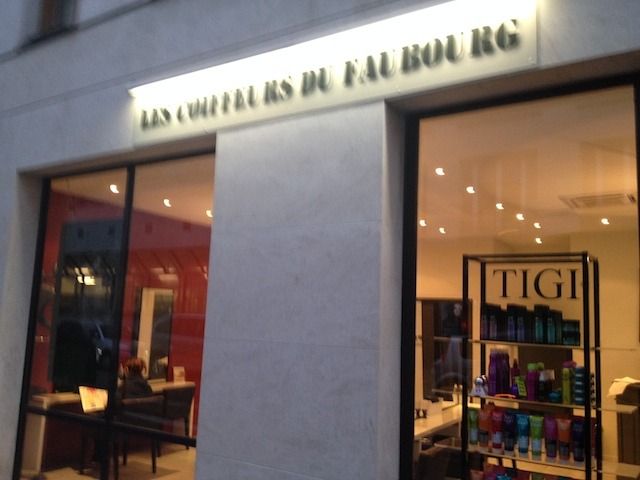 LES COIFFEURS DU FAUBOURG
TIGI